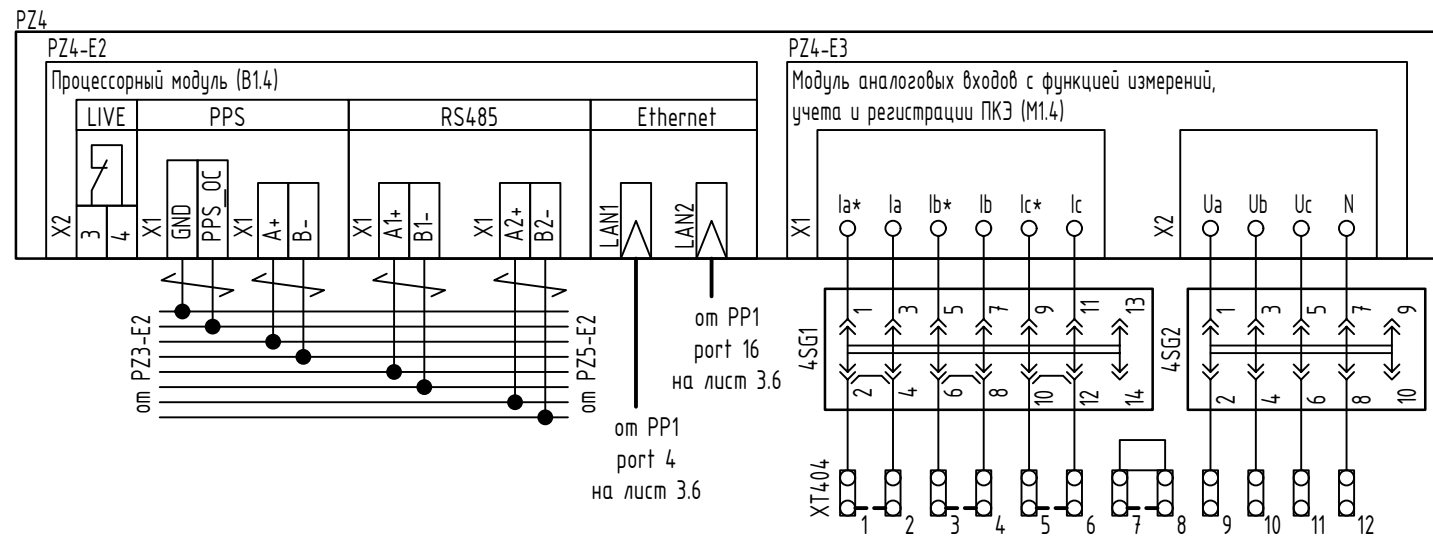 PZ4
PZ4-E2
PZ4-E3
Процессорный модуль (B1.4)
Модуль аналоговых входов с функцией измерений,
учета и регистрации ПКЭ (M1.4)
LIVE PPS RS485 Ethernet
X2 3 4 X1 GND PPS_OC X1 A+ B- X1 A1+ B1- X1 A2+ B2- LAN1 LAN2
X1 Ia* Ia Ib* Ib Ic* Ic
X2 Ua Ub Uc N
от PZ3-E2
от PZ5-E2
от PP1
port 16
на лист 3.6
от PP1
port 4
на лист 3.6
4SG1
1 3 5 7 9 11 13
2 4 6 8 10 12 14
4SG2
1 3 5 7 9
2 4 6 8 10
XT404
1 2 3 4 5 6 7 8 9 10 11 12